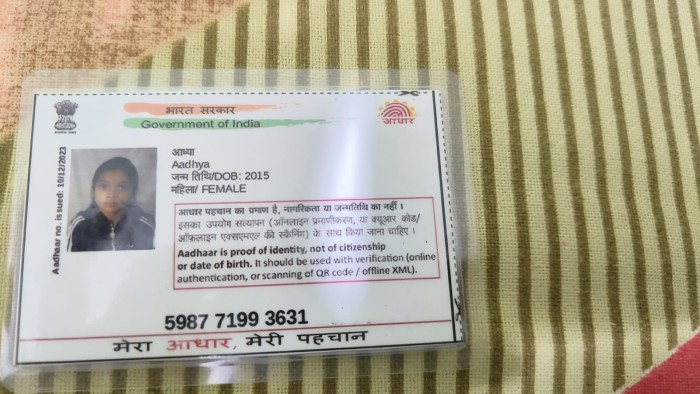 भारत सरकार
Government of India
आधार
Aadhaar no. issued: 10/12/2023
आध्या
Aadhya
जन्म तिथि/DOB: 2015
महिला/ FEMALE
आधार पहचान का प्रमाण है, नागरिकता या जन्मतिथि का नहीं ।
इसका उपयोग सत्यापन (ऑनलाइन प्रमाणीकरण, या क्यूआर कोड/
ऑफ़लाइन एक्सएमएल की स्कैनिंग) के साथ किया जाना चाहिए ।
Aadhaar is proof of identity, not of citizenship
or date of birth. It should be used with verification (online
authentication, or scanning of QR code / offline XML).
5987 7199 3631
मेरा आधार, मेरी पहचान